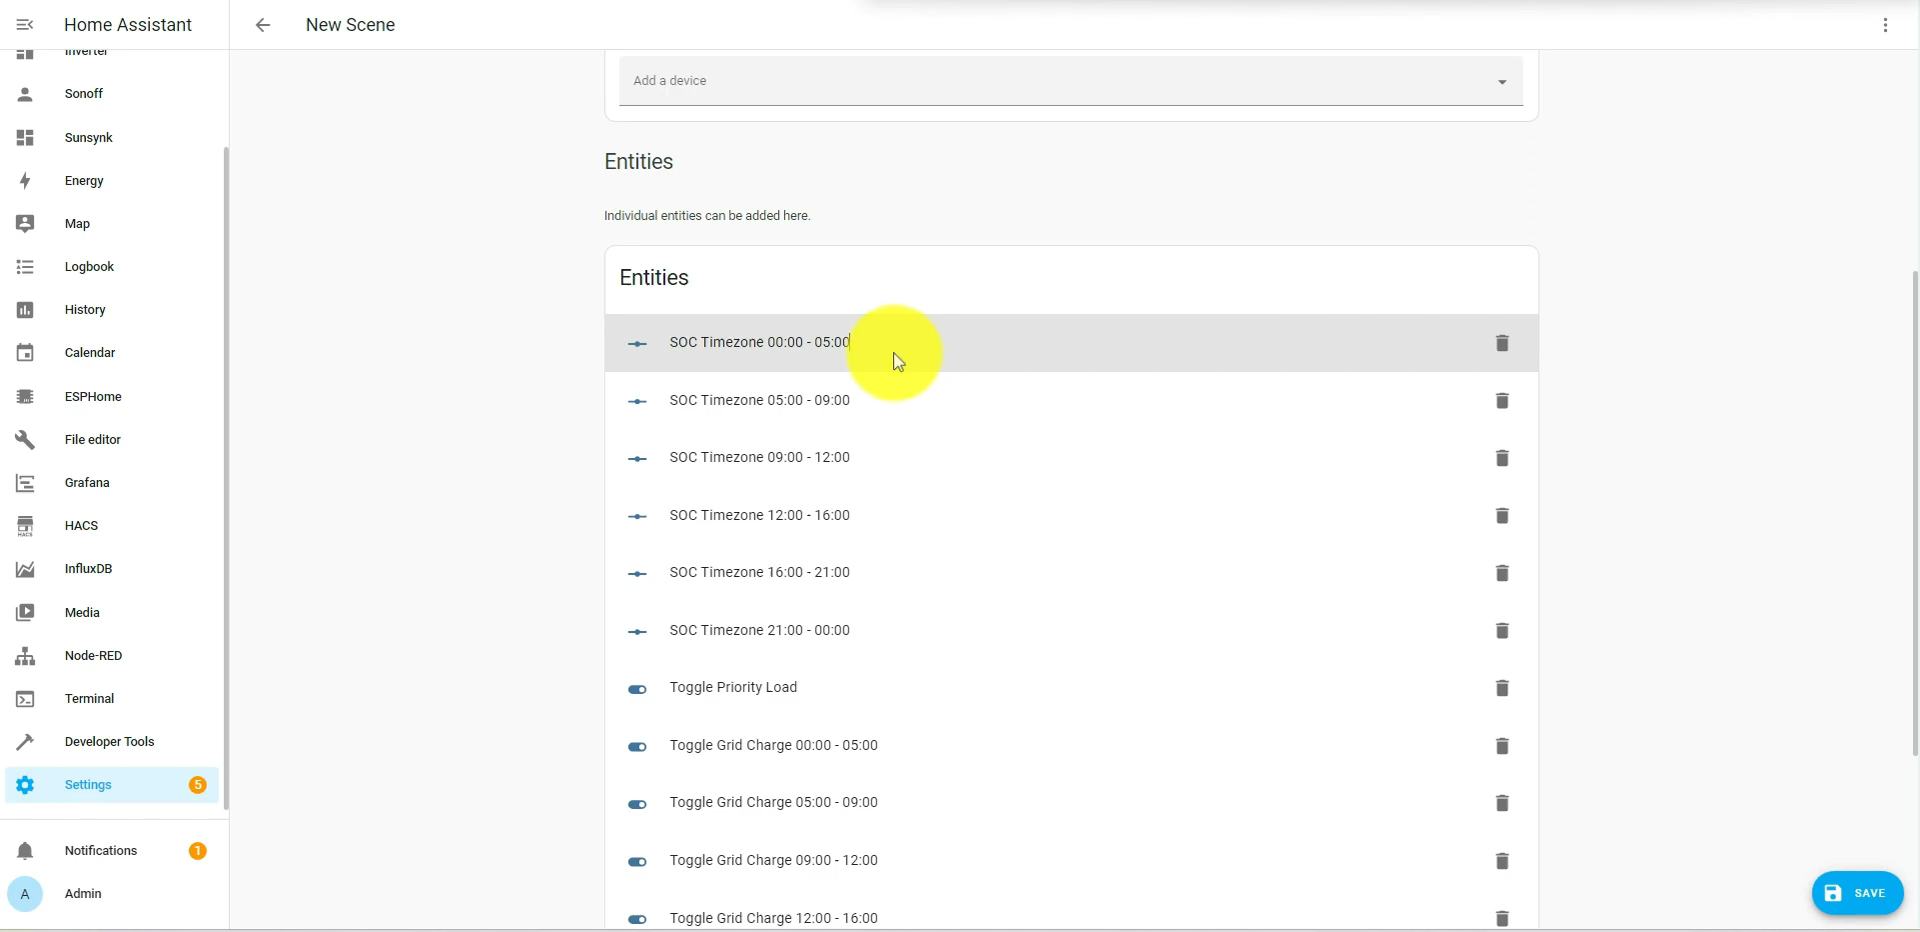 Home Assistant
New Scene
Inverter
Add a device
Sonoff
Sunsynk
Entities
Energy
Individual entities can be added here.
Map
Logbook
Entities
History
SOC Timezone 00:00 - 05:00
Calendar
ESPHome
SOC Timezone 05:00 - 09:00
File editor
SOC Timezone 09:00 - 12:00
Grafana
SOC Timezone 12:00 - 16:00
HACS
HACS
InfluxDB
SOC Timezone 16:00 - 21:00
Media
SOC Timezone 21:00 - 00:00
Node-RED
Toggle Priority Load
Terminal
Developer Tools
Toggle Grid Charge 00:00 - 05:00
Settings 5
Toggle Grid Charge 05:00 - 09:00
Notifications 1
Toggle Grid Charge 09:00 - 12:00
A Admin
SAVE
Toggle Grid Charge 12:00 - 16:00